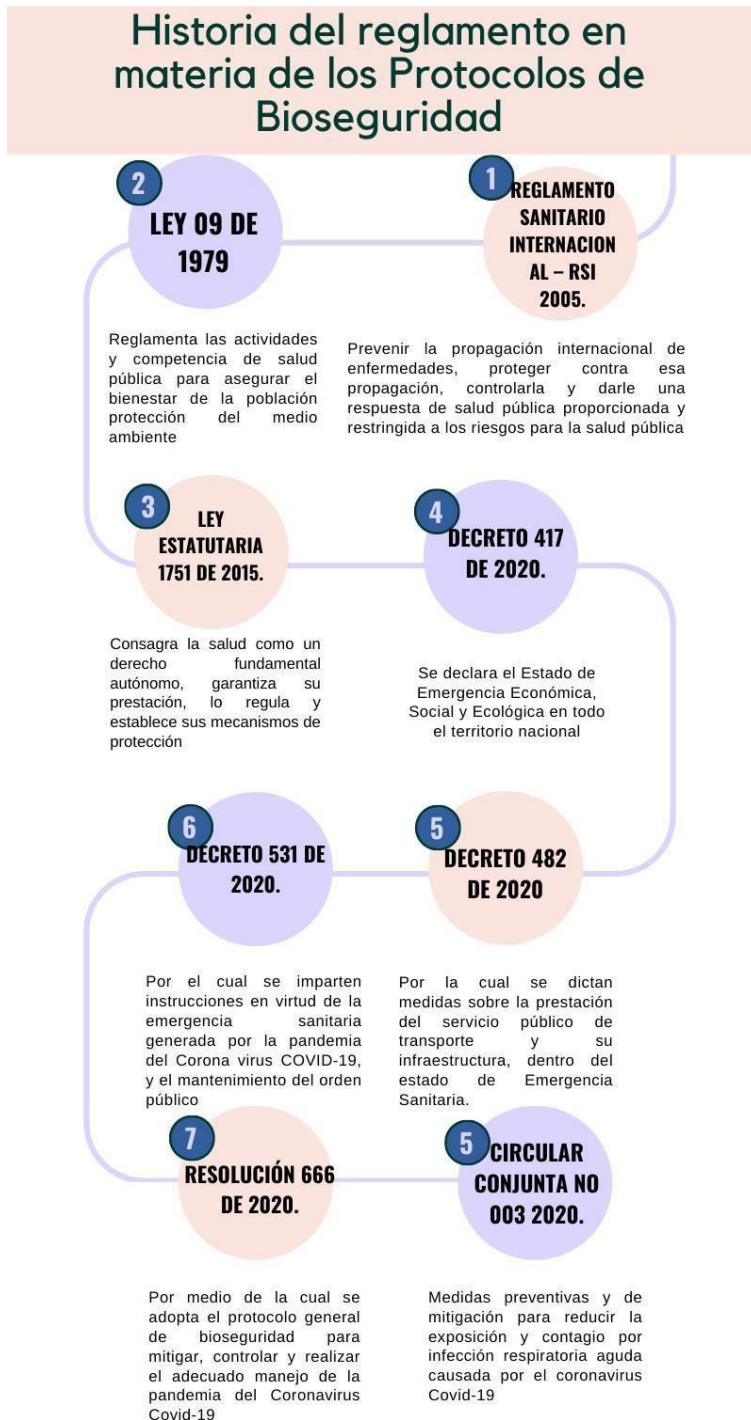 Historia del reglamento en
materia de los Protocolos de
Bioseguridad
1
REGLAMENTO
SANITARIO
INTERNACION
AL – RSI
2005.
Prevenir la propagación internacional de
enfermedades, proteger contra esa
propagación, controlarla y darle una
respuesta de salud pública proporcionada y
restringida a los riesgos para la salud pública
2
LEY 09 DE
1979
Reglamenta las actividades
y competencia de salud
pública para asegurar el
bienestar de la población
protección del medio
ambiente
3
LEY
ESTATUTARIA
1751 DE 2015.
Consagra la salud como un
derecho fundamental
autónomo, garantiza su
prestación, lo regula y
establece sus mecanismos de
protección
4
DECRETO 417
DE 2020.
Se declara el Estado de
Emergencia Económica,
Social y Ecológica en todo
el territorio nacional
5
DECRETO 482
DE 2020
Por la cual se dictan
medidas sobre la prestación
del servicio público de
transporte y su
infraestructura, dentro del
estado de Emergencia
Sanitaria.
6
DECRETO 531 DE
2020.
Por el cual se imparten
instrucciones en virtud de la
emergencia sanitaria
generada por la pandemia
del Corona virus COVID-19,
y el mantenimiento del orden
público
7
RESOLUCIÓN 666
DE 2020.
Por medio de la cual se
adopta el protocolo general
de bioseguridad para
mitigar, controlar y realizar
el adecuado manejo de la
pandemia del Coronavirus
Covid-19
5
CIRCULAR
CONJUNTA NO
003 2020.
Medidas preventivas y de
mitigación para reducir la
exposición y contagio por
infección respiratoria aguda
causada por el coronavirus
Covid-19